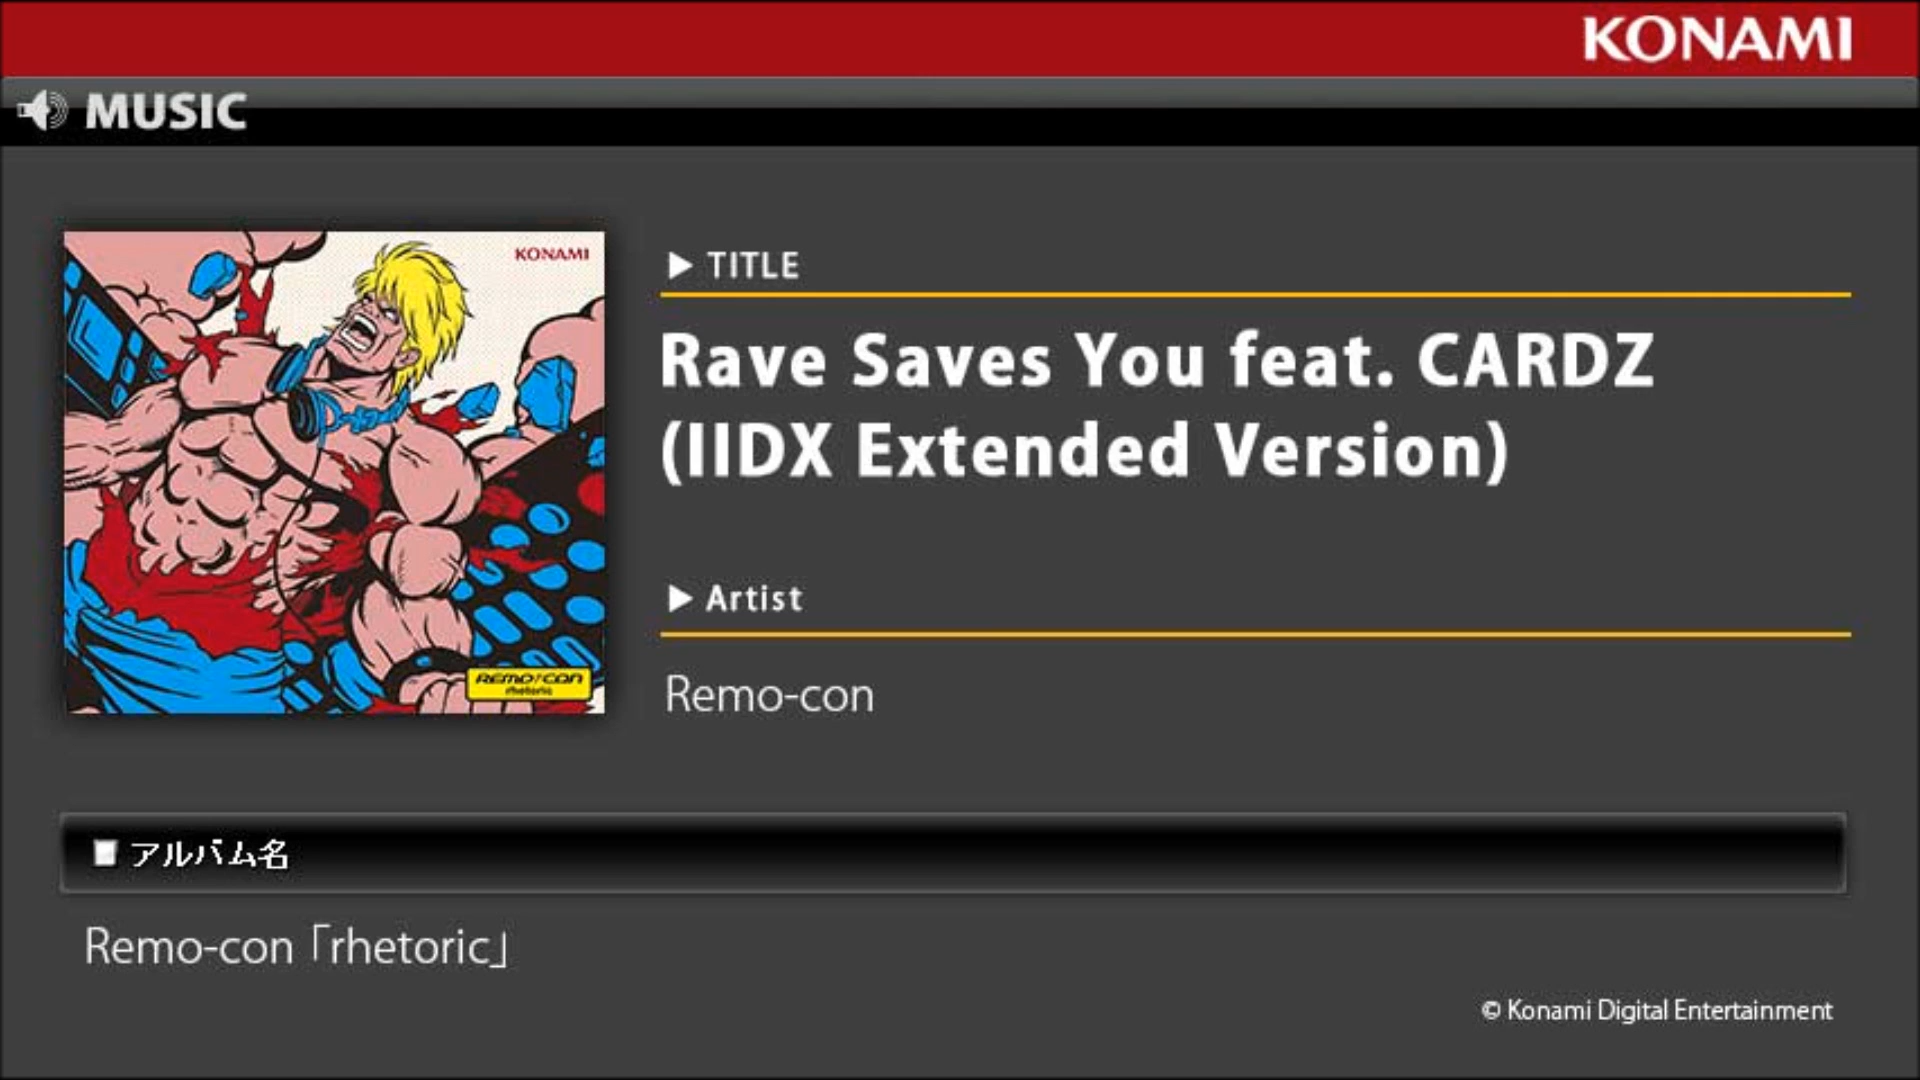 KONAMI
MUSIC
KONAMI
REMO/CON
rhetoric
▶ TITLE
Rave Saves You feat. CARDZ
(IIDX Extended Version)
▶ Artist
Remo-con
■ アルバム名
Remo-con「rhetoric」
© Konami Digital Entertainment